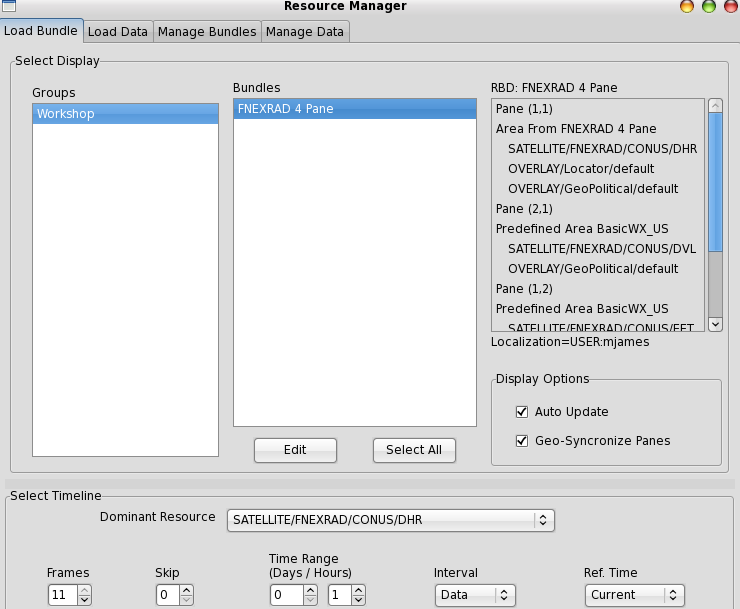 Resource Manager
Load Bundle Load Data Manage Bundles Manage Data
Select Display
Groups
Workshop
Bundles
FNEXRAD 4 Pane
Edit Select All
RBD: FNEXRAD 4 Pane
Pane (1,1)
Area From FNEXRAD 4 Pane
SATELLITE/FNEXRAD/CONUS/DHR
OVERLAY/Locator/default
OVERLAY/GeoPolitical/default
Pane (2,1)
Predefined Area BasicWX_US
SATELLITE/FNEXRAD/CONUS/DVL
OVERLAY/GeoPolitical/default
Pane (1,2)
Predefined Area BasicWX_US
SATELLITE/FNEXRAD/CONUS/EET
Localization=USER:mjames
Display Options
Auto Update
Geo-Syncronize Panes
Select Timeline
Dominant Resource SATELLITE/FNEXRAD/CONUS/DHR
Frames
11
Skip
0
Time Range
(Days / Hours)
0 1
Interval
Data
Ref. Time
Current